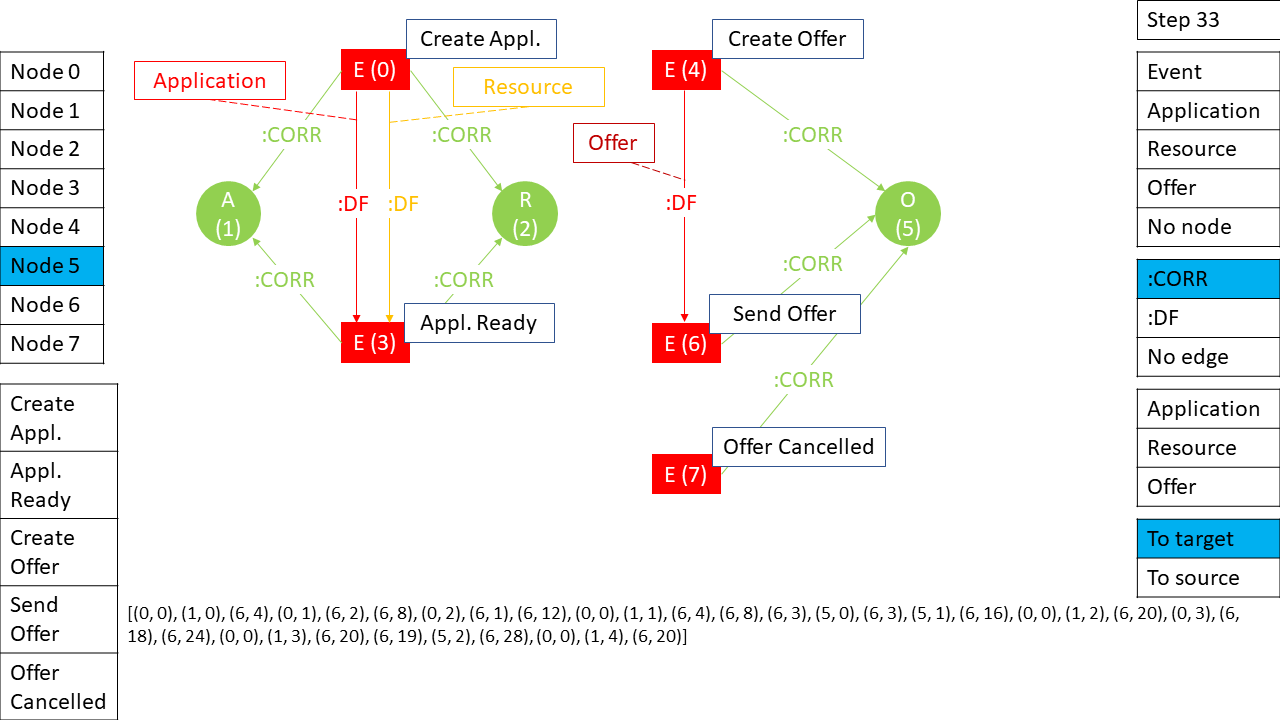 Step 33
Node 0
Node 1
Node 2
Node 3
Node 4
Node 5
Node 6
Node 7
Create
Appl.
Appl.
Ready
Create
Offer
Send
Offer
Offer
Cancelled
Create Appl.
E (0)
Application
Resource
:CORR
:CORR
A
(1)
:DF
:DF
R
(2)
:CORR
:CORR
Appl. Ready
E (3)
Create Offer
E (4)
Offer
:CORR
:DF
O
(5)
:CORR
Send Offer
E (6)
:CORR
Offer Cancelled
E (7)
Event
Application
Resource
Offer
No node
:CORR
:DF
No edge
Application
Resource
Offer
To target
To source
[(0, 0), (1, 0), (6, 4), (0, 1), (6, 2), (6, 8), (0, 2), (6, 1), (6, 12), (0, 0), (1, 1), (6, 4), (6, 8), (6, 3), (5, 0), (6, 3), (5, 1), (6, 16), (0, 0), (1, 2), (6, 20), (0, 3), (6,
18), (6, 24), (0, 0), (1, 3), (6, 20), (6, 19), (5, 2), (6, 28), (0, 0), (1, 4), (6, 20)]